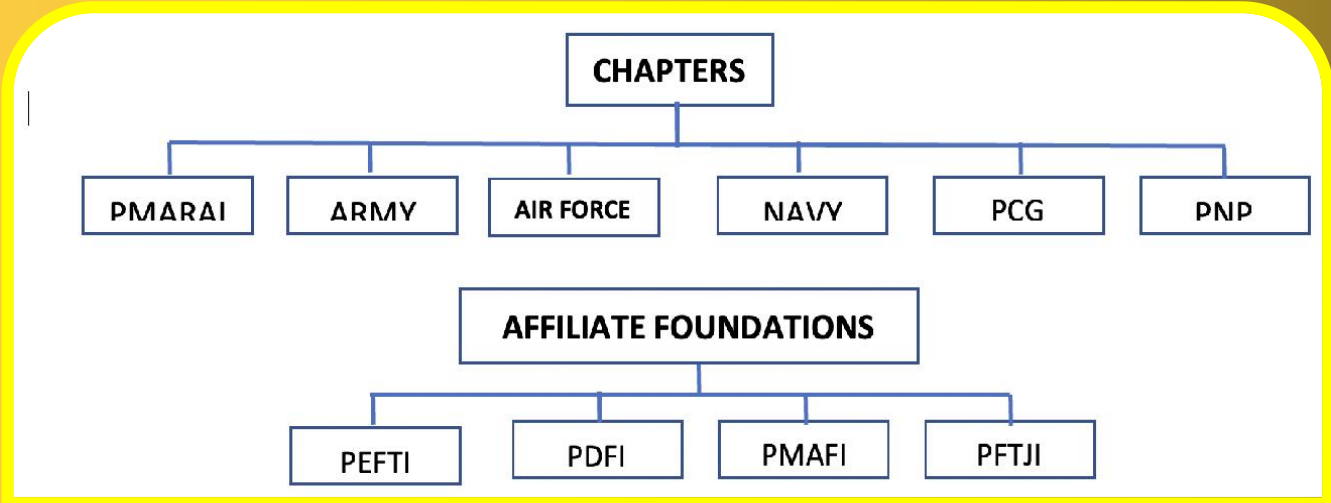 CHAPTERS
PMARAI
ARMY
AIR FORCE
NAVY
PCG
PNP
AFFILIATE FOUNDATIONS
PEFTI
PDFI
PMAFI
PFTJI